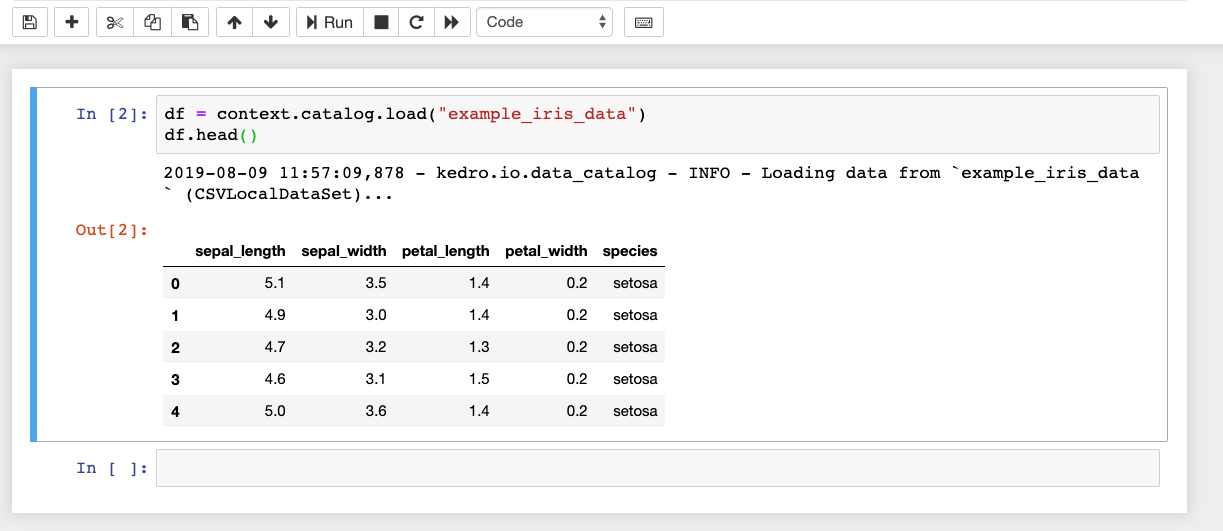 Run Code
In [2]: df = context.catalog.load("example_iris_data")
df.head()
2019-08-09 11:57:09,878 - kedro.io.data_catalog - INFO - Loading data from `example_iris_data
` (CSVLocalDataSet)...
Out[2]:
sepal_length sepal_width petal_length petal_width species
0 5.1 3.5 1.4 0.2 setosa
1 4.9 3.0 1.4 0.2 setosa
2 4.7 3.2 1.3 0.2 setosa
3 4.6 3.1 1.5 0.2 setosa
4 5.0 3.6 1.4 0.2 setosa
In [ ]: